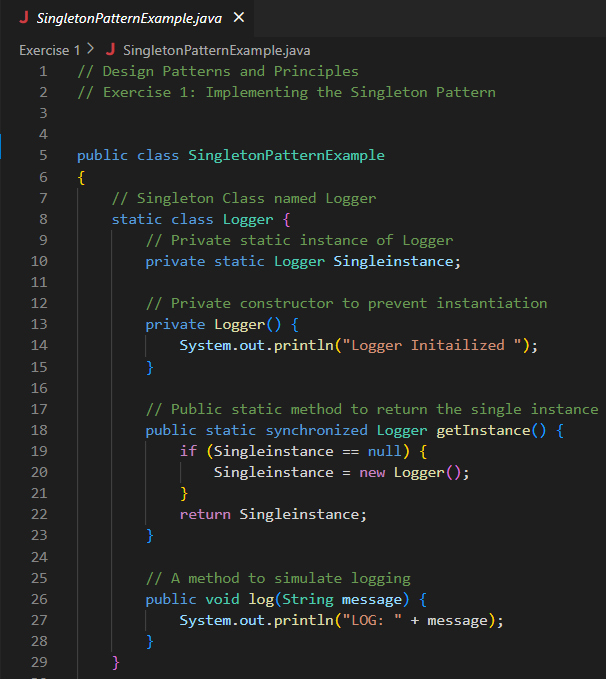 SingletonPatternExample.java ×
Exercise 1 > J SingletonPatternExample.java
1 // Design Patterns and Principles
2 // Exercise 1: Implementing the Singleton Pattern
3
4
5 public class SingletonPatternExample
6 {
7 // Singleton Class named Logger
8 static class Logger {
9 // Private static instance of Logger
10 private static Logger Singleinstance;
11
12 // Private constructor to prevent instantiation
13 private Logger() {
14 System.out.println("Logger Initailized ");
15 }
16
17 // Public static method to return the single instance
18 public static synchronized Logger getInstance() {
19 if (Singleinstance == null) {
20 Singleinstance = new Logger();
21 }
22 return Singleinstance;
23 }
24
25 // A method to simulate logging
26 public void log(String message) {
27 System.out.println("LOG: " + message);
28 }
29 }